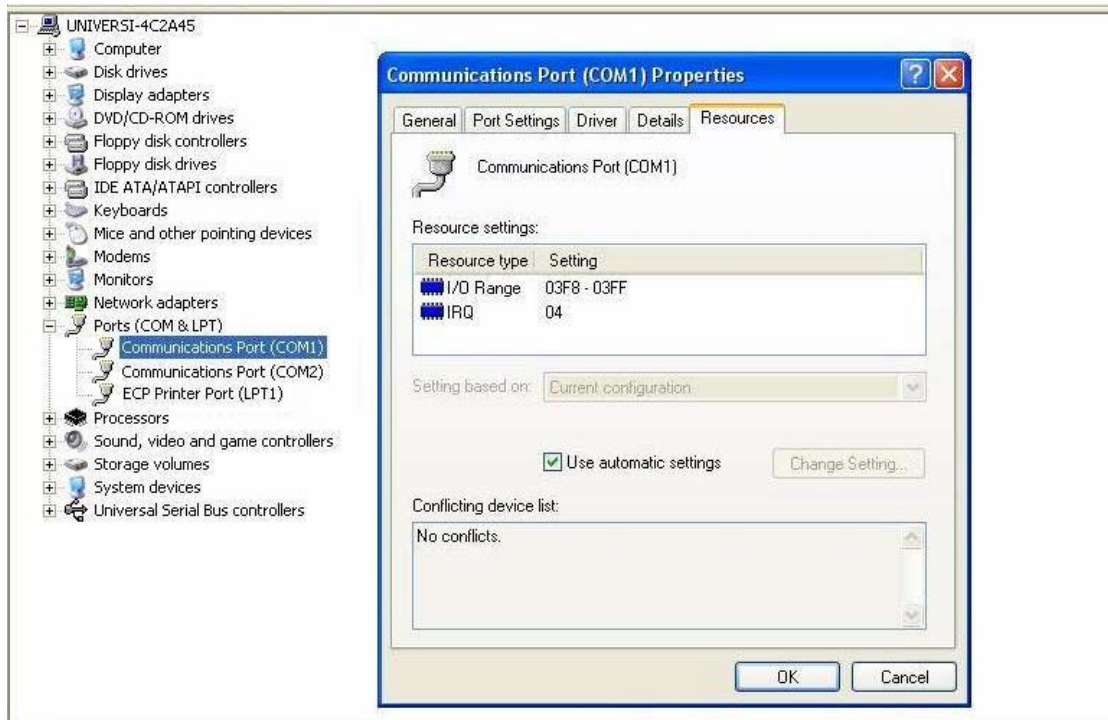 UNIVERSI-4C2A45
Computer
Disk drives
Display adapters
DVD/CD-ROM drives
Floppy disk controllers
Floppy disk drives
IDE ATA/ATAPI controllers
Keyboards
Mice and other pointing devices
Modems
Monitors
Network adapters
Ports (COM & LPT)
Communications Port (COM1)
Communications Port (COM2)
ECP Printer Port (LPT1)
Processors
Sound, video and game controllers
Storage volumes
System devices
Universal Serial Bus controllers
Communications Port (COM1) Properties
General Port Settings Driver Details Resources
Communications Port (COM1)
Resource settings:
Resource type Setting
I/O Range 03F8 - 03FF
IRQ 04
Setting based on: Current configuration
Use automatic settings Change Setting...
Conflicting device list:
No conflicts.
OK Cancel